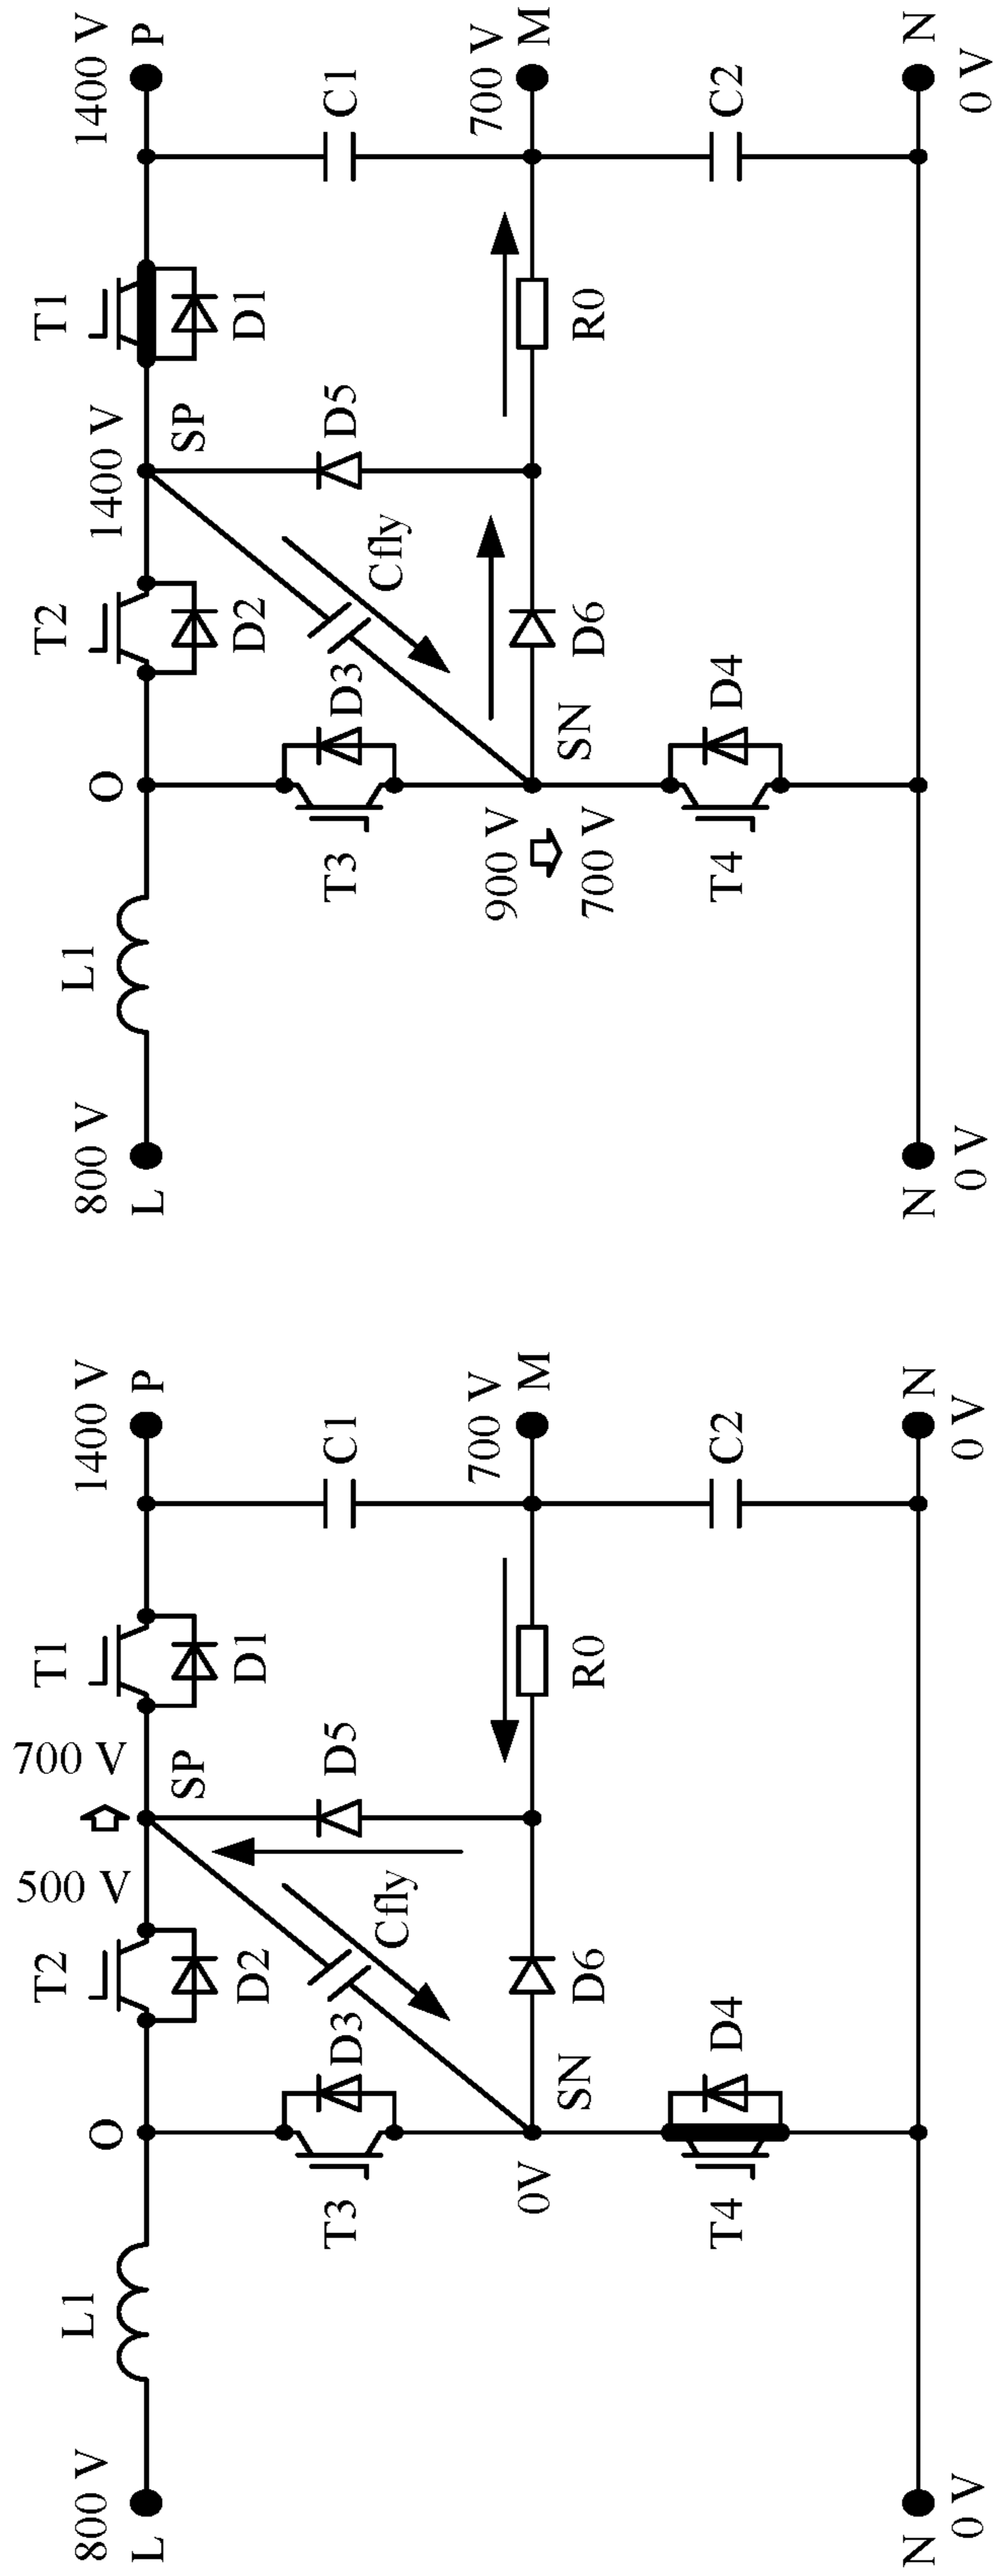 1400 V
P
T1
D1
C1
1400 V
SP
D5
T2
D2
Cfly
700 V
M
R0
O
D3
T3
D6
SN
900 V
700 V
D4
T4
C2
L1
800 V
L
N
0 V
N
0 V
1400 V
P
T1
D1
C1
700 V
SP
500 V
D5
T2
D2
Cfly
700 V
M
R0
O
D3
T3
D6
SN
0V
D4
T4
C2
L1
800 V
L
N
0 V
N
0 V